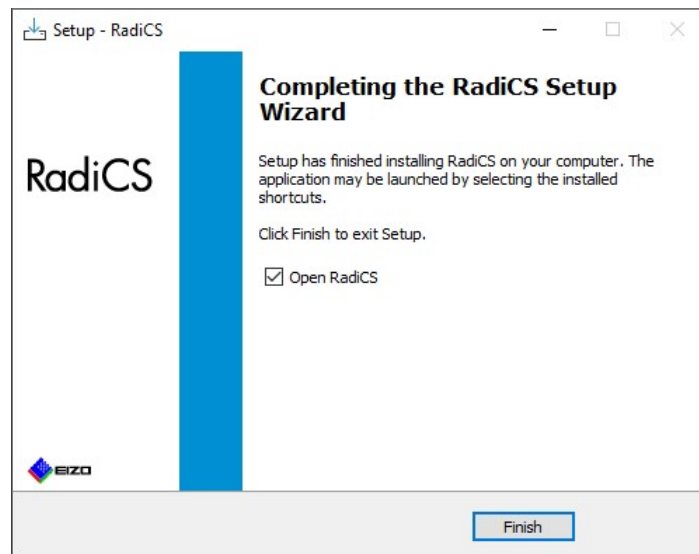 Setup - RadiCS
Completing the RadiCS Setup
Wizard
RadiCS
Setup has finished installing RadiCS on your computer. The
application may be launched by selecting the installed
shortcuts.
Click Finish to exit Setup.
Open RadiCS
EIZO
Finish